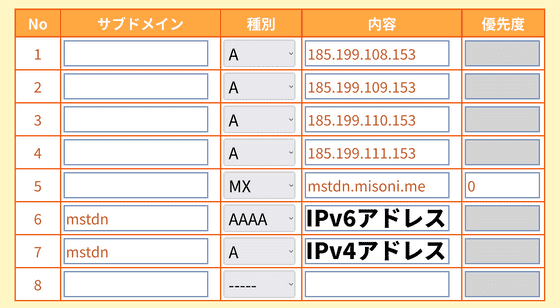 No サブドメイン 種別 内容 優先度
1 A 185.199.108.153
2 A 185.199.109.153
3 A 185.199.110.153
4 A 185.199.111.153
5 MX mstdn.misoni.me 0
6 mstdn AAAA IPv6アドレス
7 mstdn A IPv4アドレス
8 -----